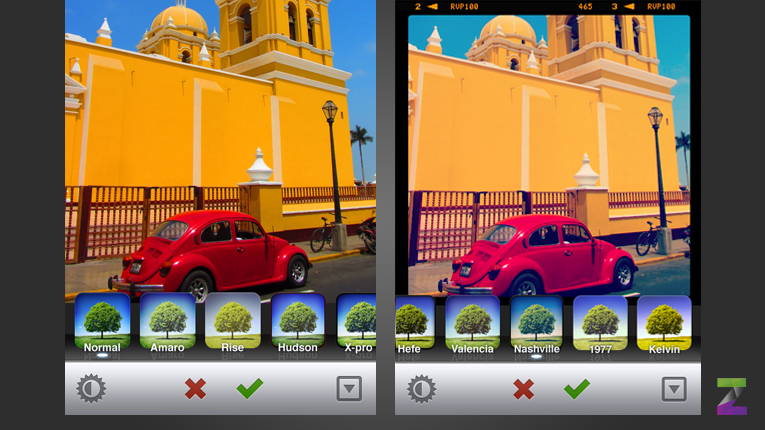 2 RVP100 465 3 RVP100
Normal Amaro Rise Hudson X-pro
Hefe Valencia Nashville 1977 Kelvin
Z